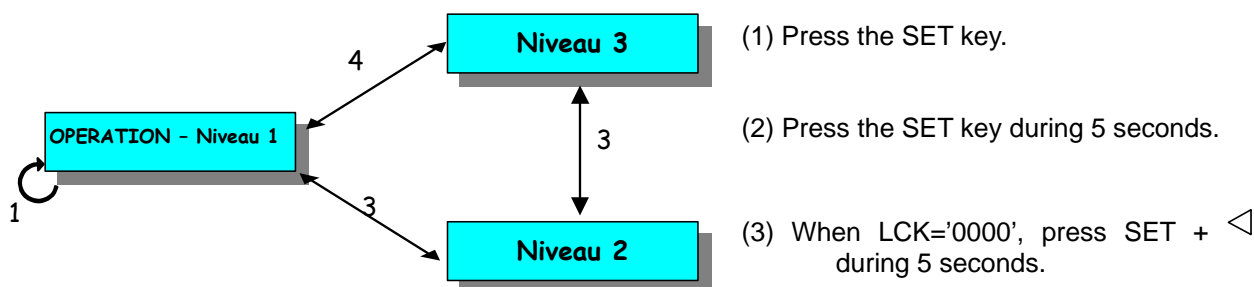 Niveau 3
(1) Press the SET key.
4
OPERATION – Niveau 1
(2) Press the SET key during 5 seconds.
3
1
3
Niveau 2
(3) When LCK='0000', press SET + ◁
during 5 seconds.